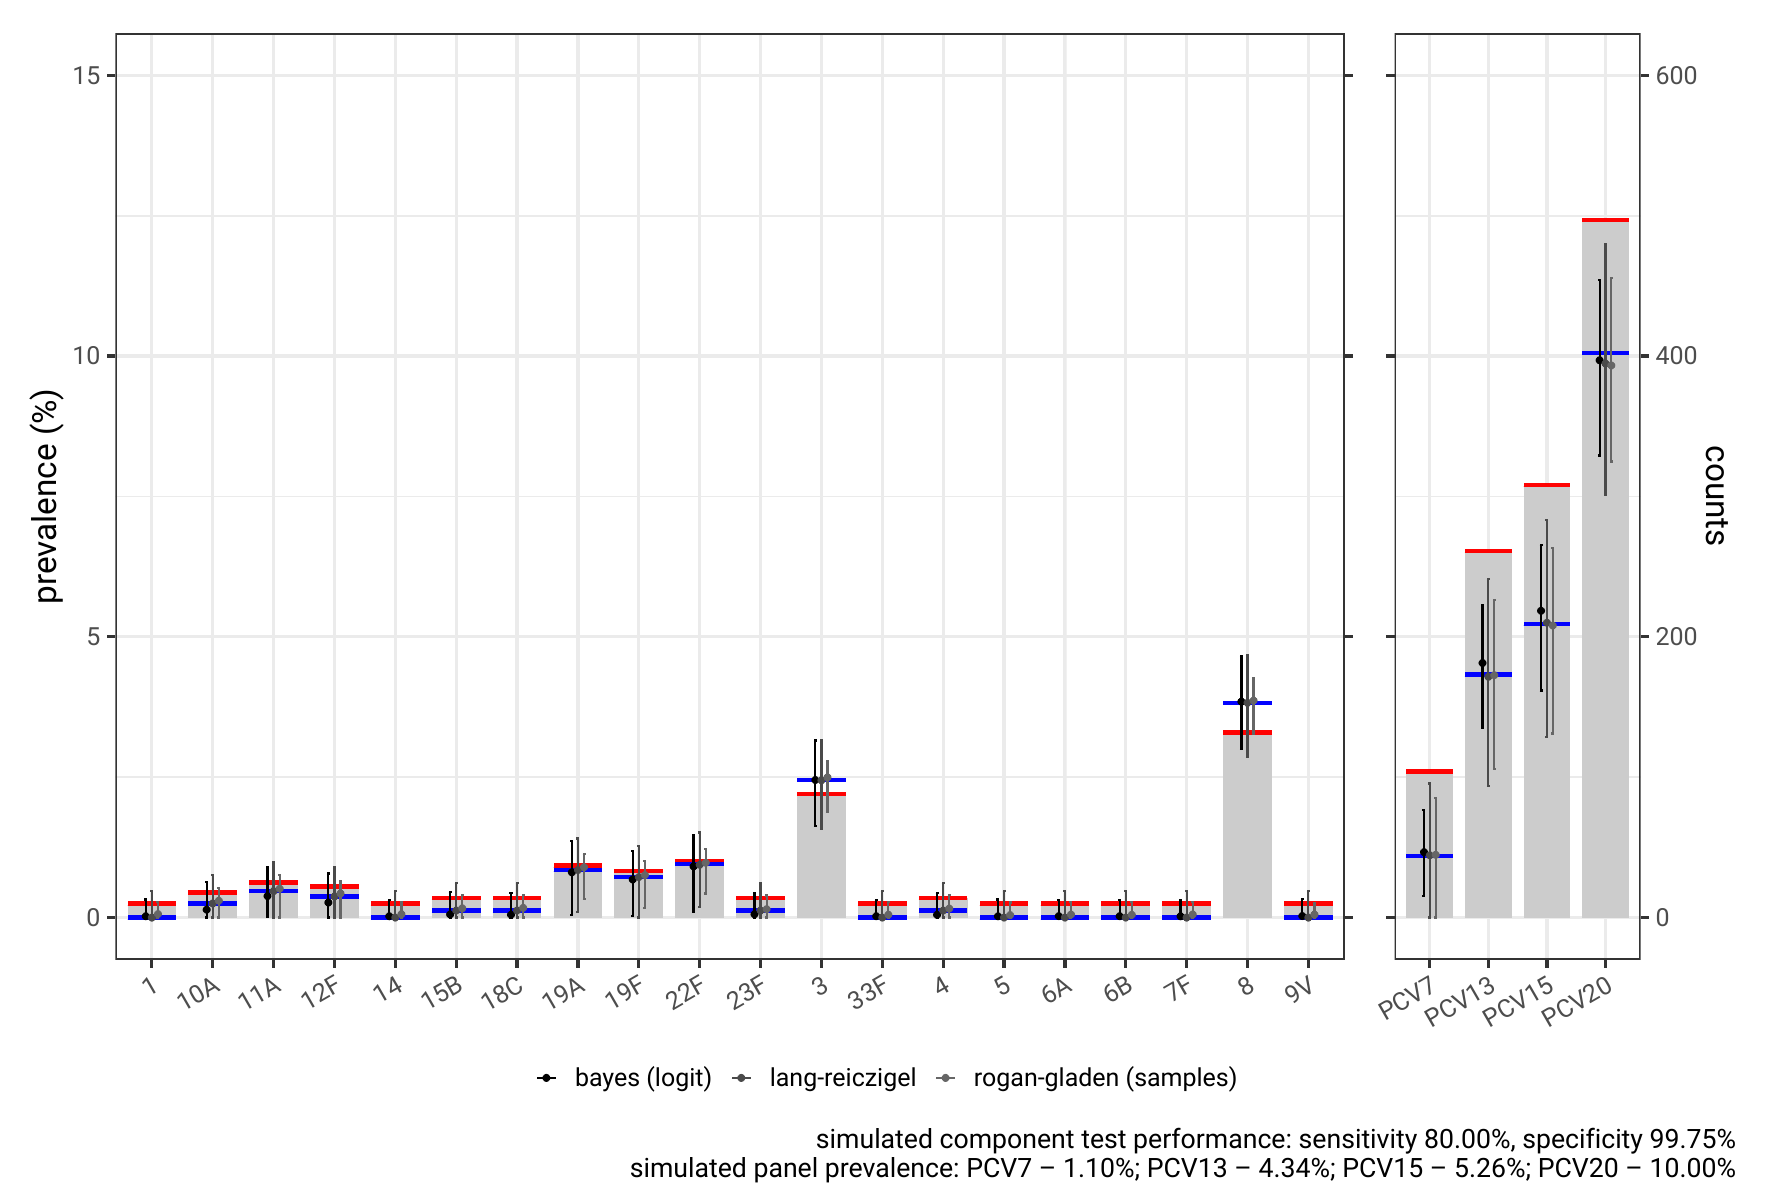 15
10
5
0
prevalence (%)
600
400
200
0
counts
1
10A
11A
12F
14
15B
18C
19A
19F
22F
23F
3
33F
4
5
6A
6B
7F
8
9V
PCV7
PCV13
PCV15
PCV20
bayes (logit)
lang-reiczigel
rogan-gladen (samples)
simulated component test performance: sensitivity 80.00%, specificity 99.75%
simulated panel prevalence: PCV7 – 1.10%; PCV13 – 4.34%; PCV15 – 5.26%; PCV20 – 10.00%